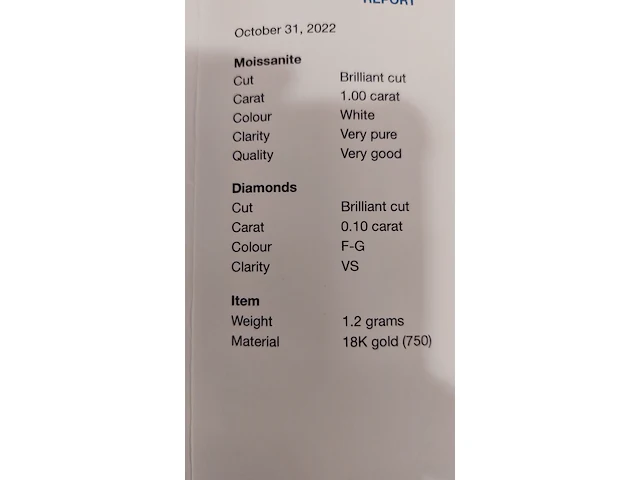 REPORT
October 31, 2022
Moissanite
Cut Brilliant cut
Carat 1.00 carat
Colour White
Clarity Very pure
Quality Very good
Diamonds
Cut Brilliant cut
Carat 0.10 carat
Colour F-G
Clarity VS
Item
Weight 1.2 grams
Material 18K gold (750)